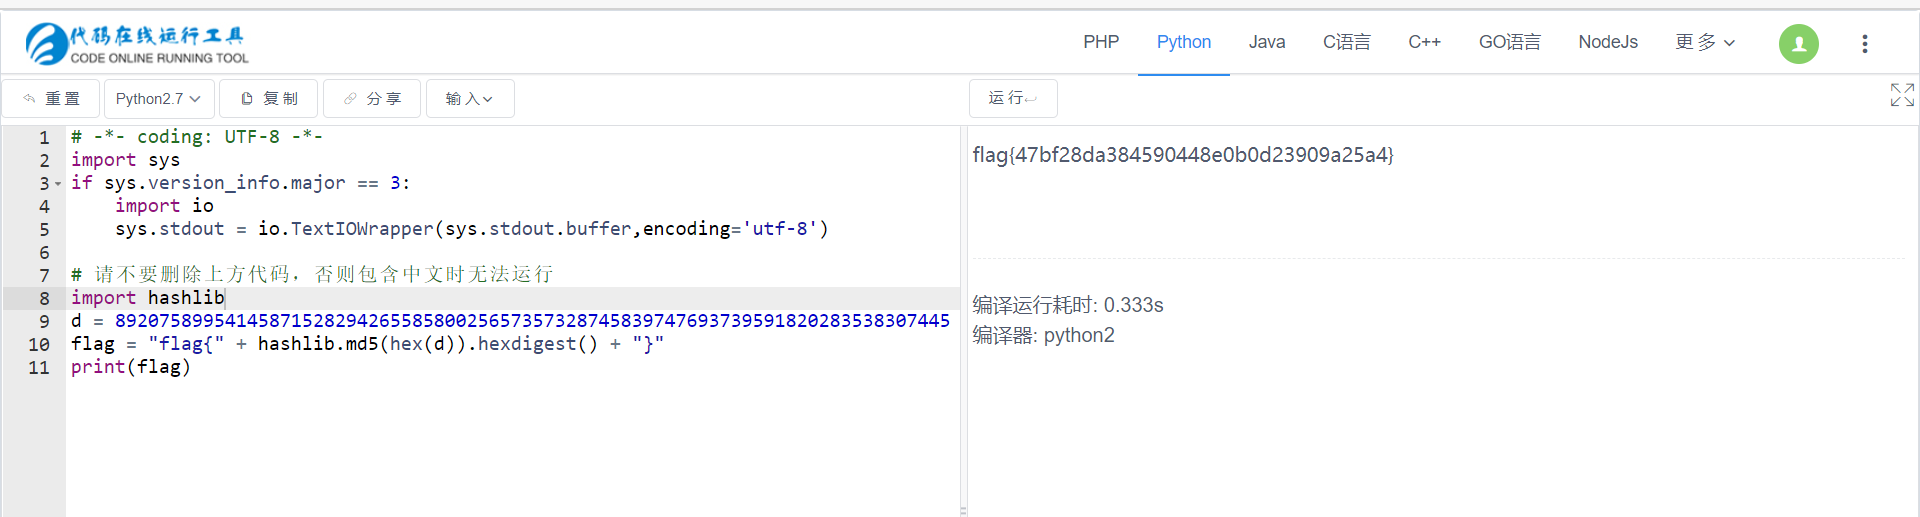 代码在线运行工具
CODE ONLINE RUNNING TOOL
PHP Python Java C语言 C++ GO语言 NodeJs 更多
重置 Python2.7 复制 分享 输入 运行
1 # -*- coding: UTF-8 -*-
2 import sys
3 if sys.version_info.major == 3:
4     import io
5     sys.stdout = io.TextIOWrapper(sys.stdout.buffer,encoding='utf-8')
6
7 # 请不要删除上方代码，否则包含中文时无法运行
8 import hashlib
9 d = 8920758995414587152829426558580025657357328745839747693739591820283538307445
10 flag = "flag{" + hashlib.md5(hex(d)).hexdigest() + "}"
11 print(flag)
flag{47bf28da384590448e0b0d23909a25a4}
编译运行耗时: 0.333s
编译器: python2